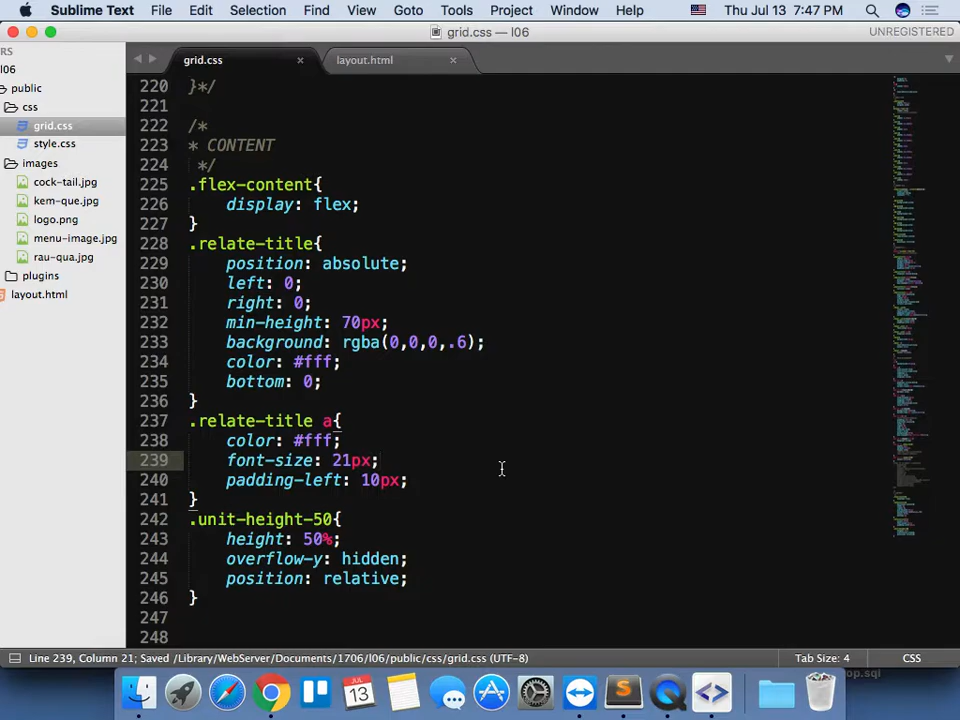 Sublime Text File Edit Selection Find View Goto Tools Project Window Help Thu Jul 13 7:47 PM
grid.css — l06 UNREGISTERED
RS
l06
public
css
grid.css
style.css
images
cock-tail.jpg
kem-que.jpg
logo.png
menu-image.jpg
rau-qua.jpg
plugins
layout.html
grid.css × layout.html ×
220 }*/
221
222 /*
223 * CONTENT
224 */
225 .flex-content{
226 display: flex;
227 }
228 .relate-title{
229 position: absolute;
230 left: 0;
231 right: 0;
232 min-height: 70px;
233 background: rgba(0,0,0,.6);
234 color: #fff;
235 bottom: 0;
236 }
237 .relate-title a{
238 color: #fff;
239 font-size: 21px;
240 padding-left: 10px;
241 }
242 .unit-height-50{
243 height: 50%;
244 overflow-y: hidden;
245 position: relative;
246 }
247
248
Line 239, Column 21; Saved /Library/WebServer/Documents/1706/l06/public/css/grid.css (UTF-8) Tab Size: 4 CSS
op.sql
JUL
13